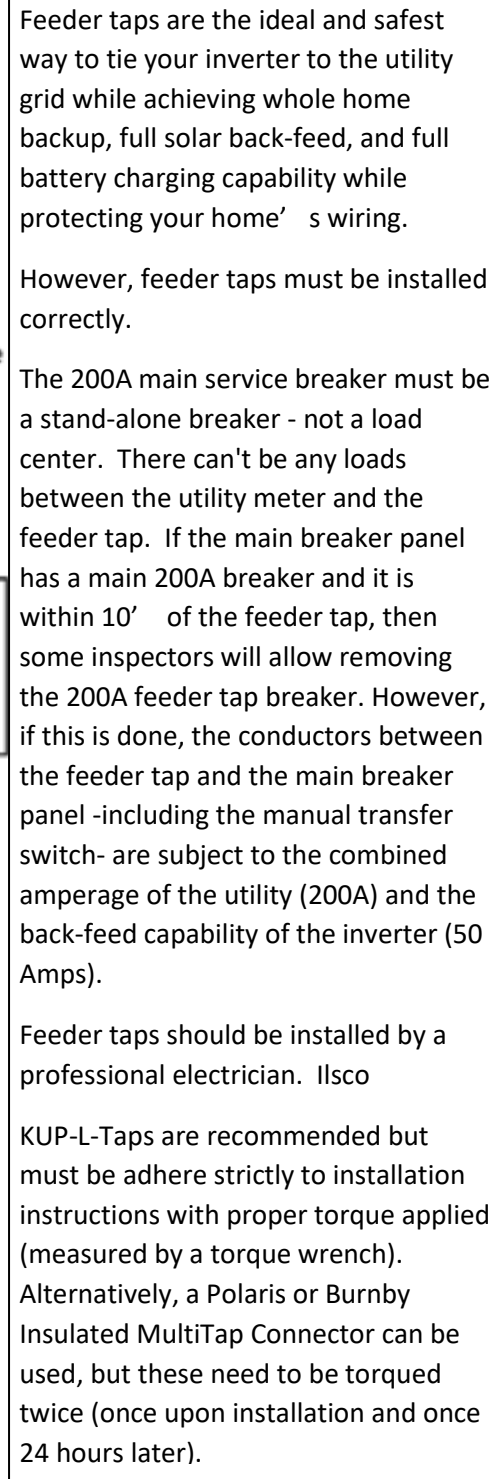 Feeder taps are the ideal and safest
way to tie your inverter to the utility
grid while achieving whole home
backup, full solar back-feed, and full
battery charging capability while
protecting your home’ s wiring.
However, feeder taps must be installed
correctly.
The 200A main service breaker must be
a stand-alone breaker - not a load
center. There can't be any loads
between the utility meter and the
feeder tap. If the main breaker panel
has a main 200A breaker and it is
within 10’ of the feeder tap, then
some inspectors will allow removing
the 200A feeder tap breaker. However,
if this is done, the conductors between
the feeder tap and the main breaker
panel -including the manual transfer
switch- are subject to the combined
amperage of the utility (200A) and the
back-feed capability of the inverter (50
Amps).
Feeder taps should be installed by a
professional electrician. Ilsco
KUP-L-Taps are recommended but
must be adhere strictly to installation
instructions with proper torque applied
(measured by a torque wrench).
Alternatively, a Polaris or Burnby
Insulated MultiTap Connector can be
used, but these need to be torqued
twice (once upon installation and once
24 hours later).